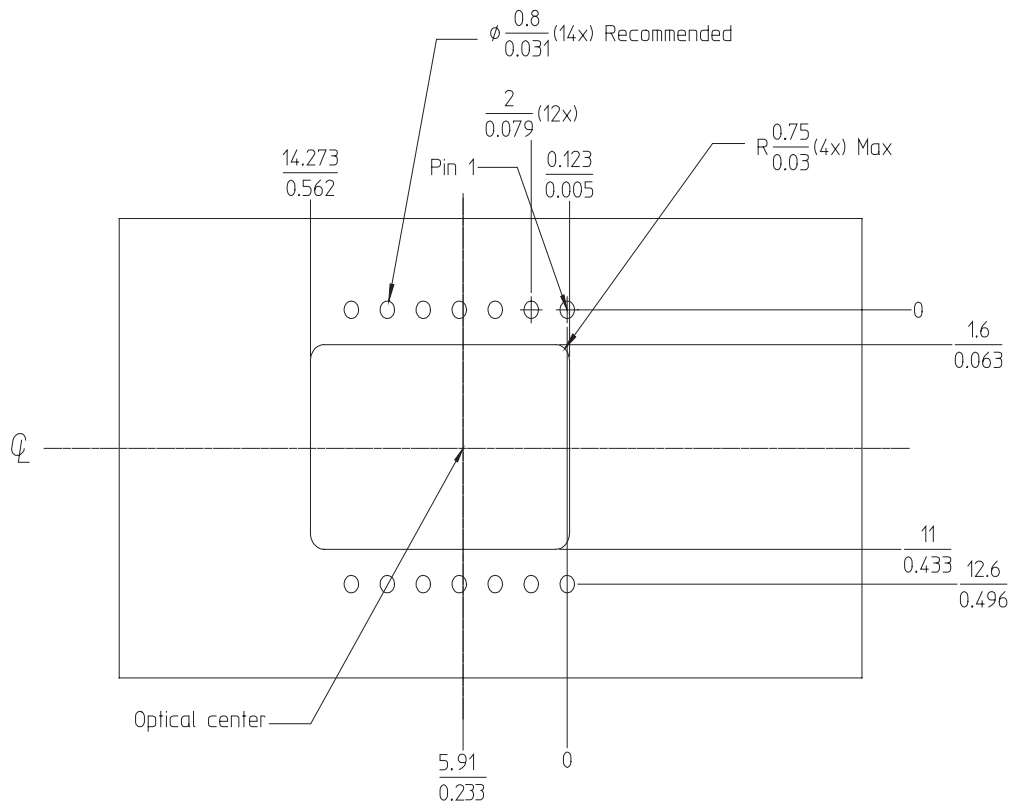 ⌀ 0.8
0.031 (14x) Recommended
2
0.079 (12x)
R 0.75
0.03 (4x) Max
14.273
0.562
Pin 1
0.123
0.005
0
1.6
0.063
℄
11
0.433
12.6
0.496
Optical center
5.91
0.233
0